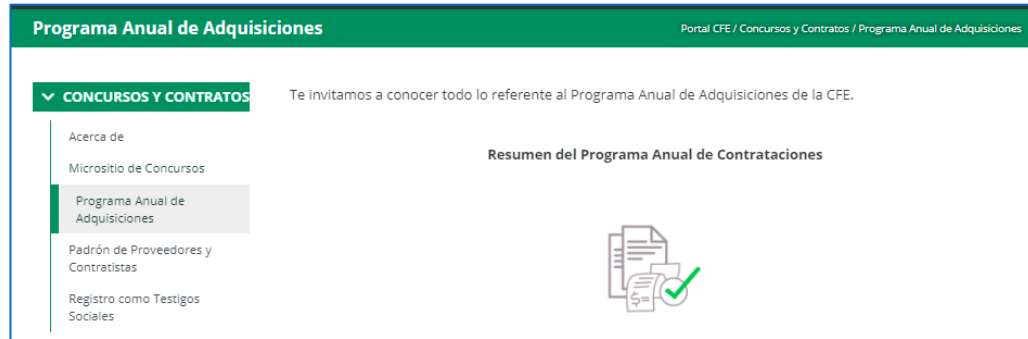 Programa Anual de Adquisiciones
Portal CFE / Concursos y Contratos / Programa Anual de Adquisiciones
CONCURSOS Y CONTRATOS
Acerca de
Micrositio de Concursos
Programa Anual de
Adquisiciones
Padrón de Proveedores y
Contratistas
Registro como Testigos
Sociales
Te invitamos a conocer todo lo referente al Programa Anual de Adquisiciones de la CFE.
Resumen del Programa Anual de Contrataciones
$=